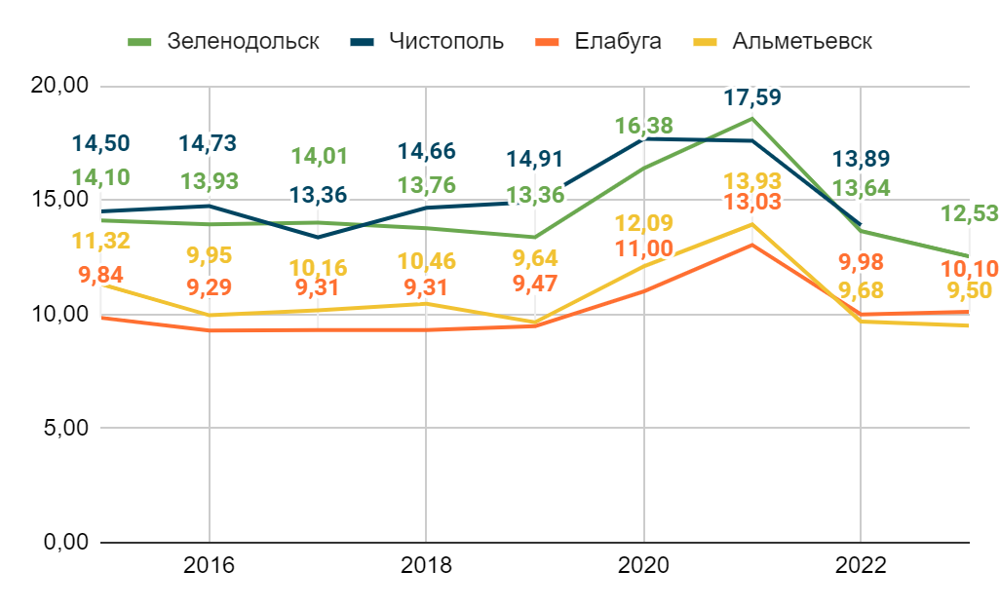 Зеленодольск Чистополь Елабуга Альметьевск
20,00
17,59
16,38
14,50 14,73 14,01 14,66 14,91 13,89
14,10 13,93 13,36 13,76 13,36 13,93 13,64
15,00
13,03 12,53
11,32 9,95 10,16 10,46 9,64 12,09
9,84 9,29 9,31 9,31 9,47 11,00 9,98 10,10
9,68 9,50
10,00
5,00
0,00
2016 2018 2020 2022